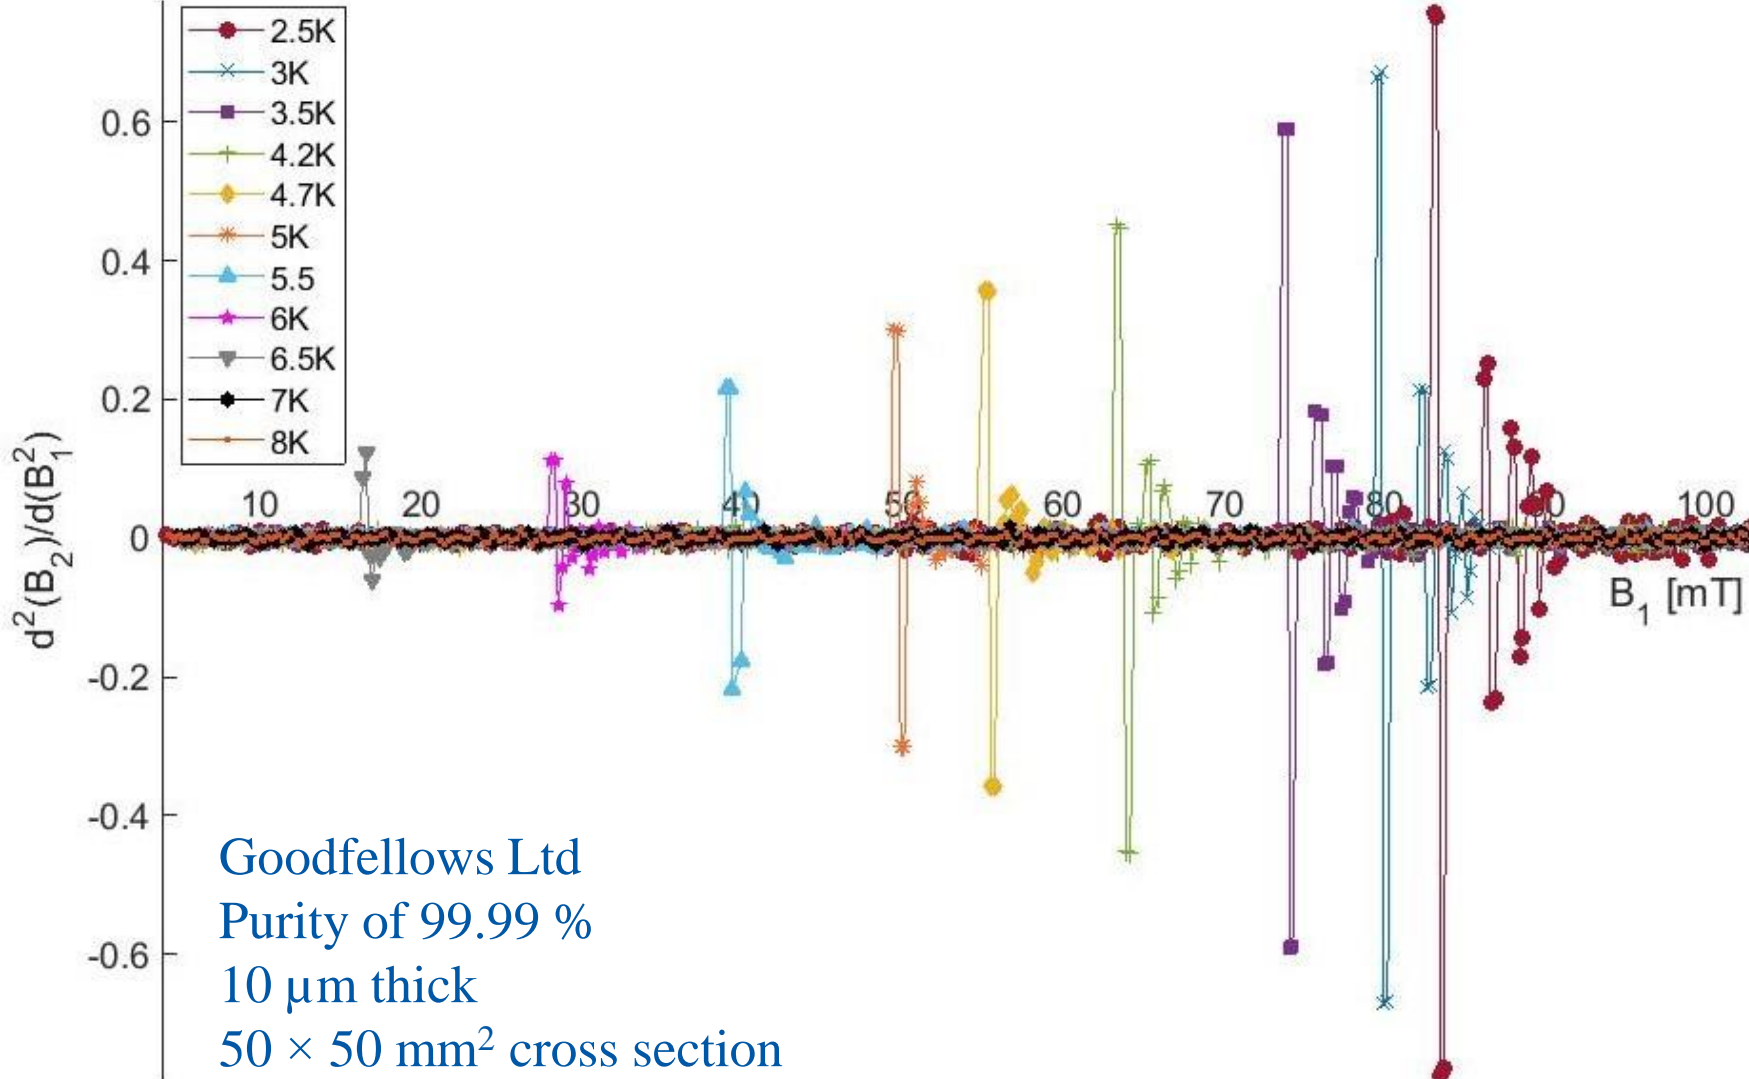 2.5K
3K
3.5K
4.2K
4.7K
5K
5.5
6K
6.5K
7K
8K
0.6
0.4
0.2
0
-0.2
-0.4
-0.6
d²(B₂)/d(B₁²)
10 20 30 40 50 60 70 80 100
B₁ [mT]
Goodfellows Ltd
Purity of 99.99 %
10 µm thick
50 × 50 mm² cross section